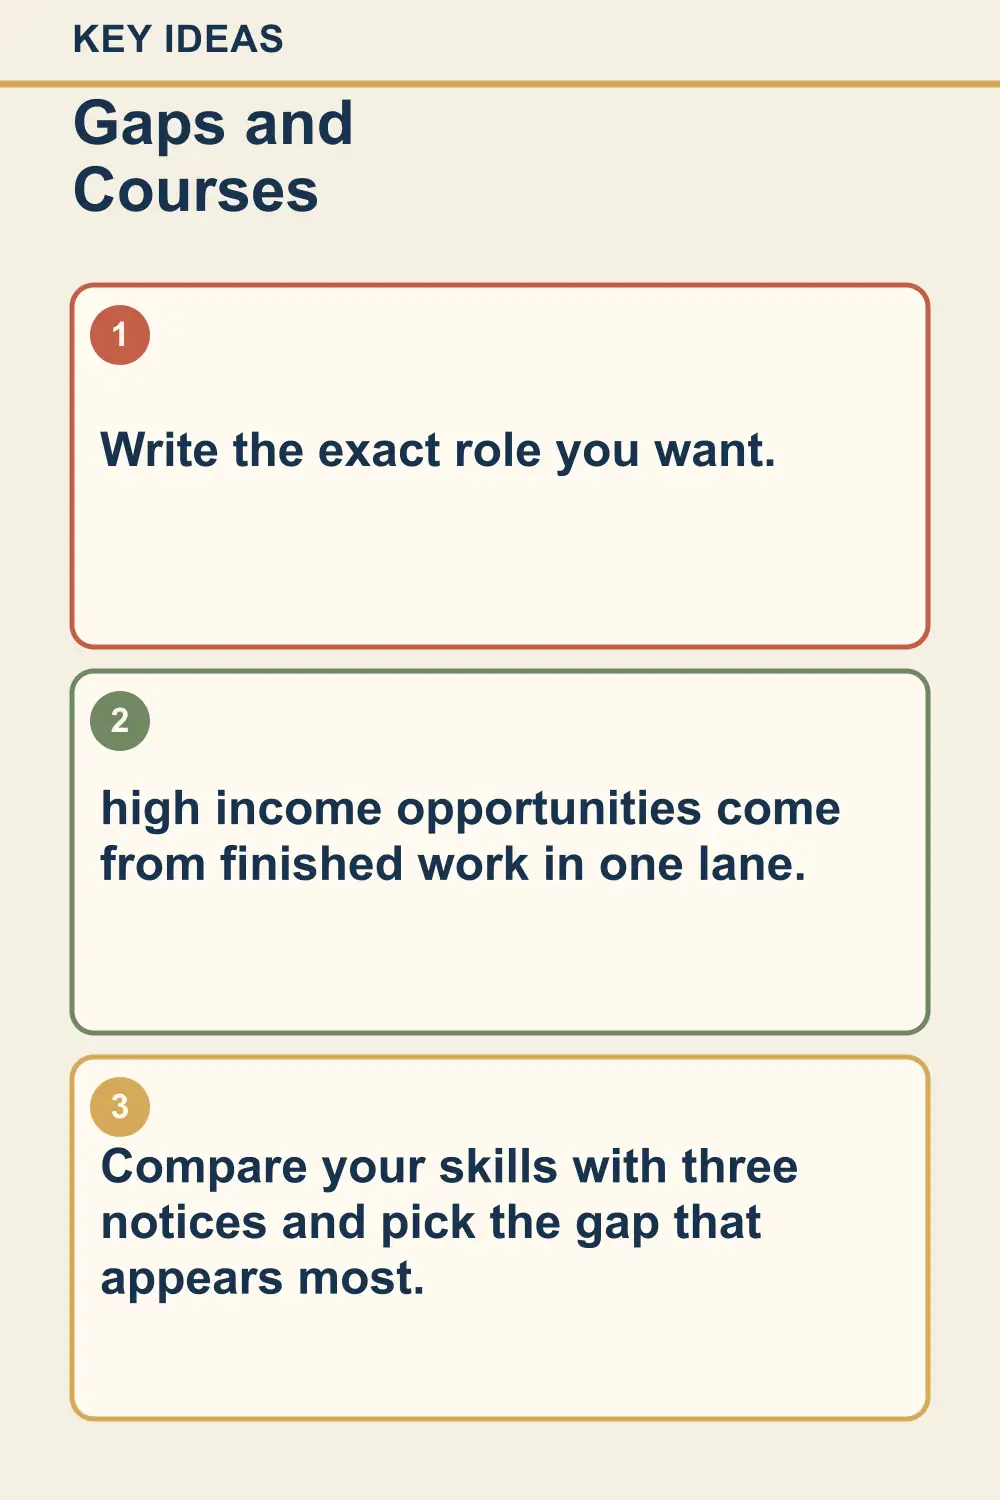 KEY IDEAS
Gaps and
Courses
1
Write the exact role you want.
2
high income opportunities come
from finished work in one lane.
3
Compare your skills with three
notices and pick the gap that
appears most.